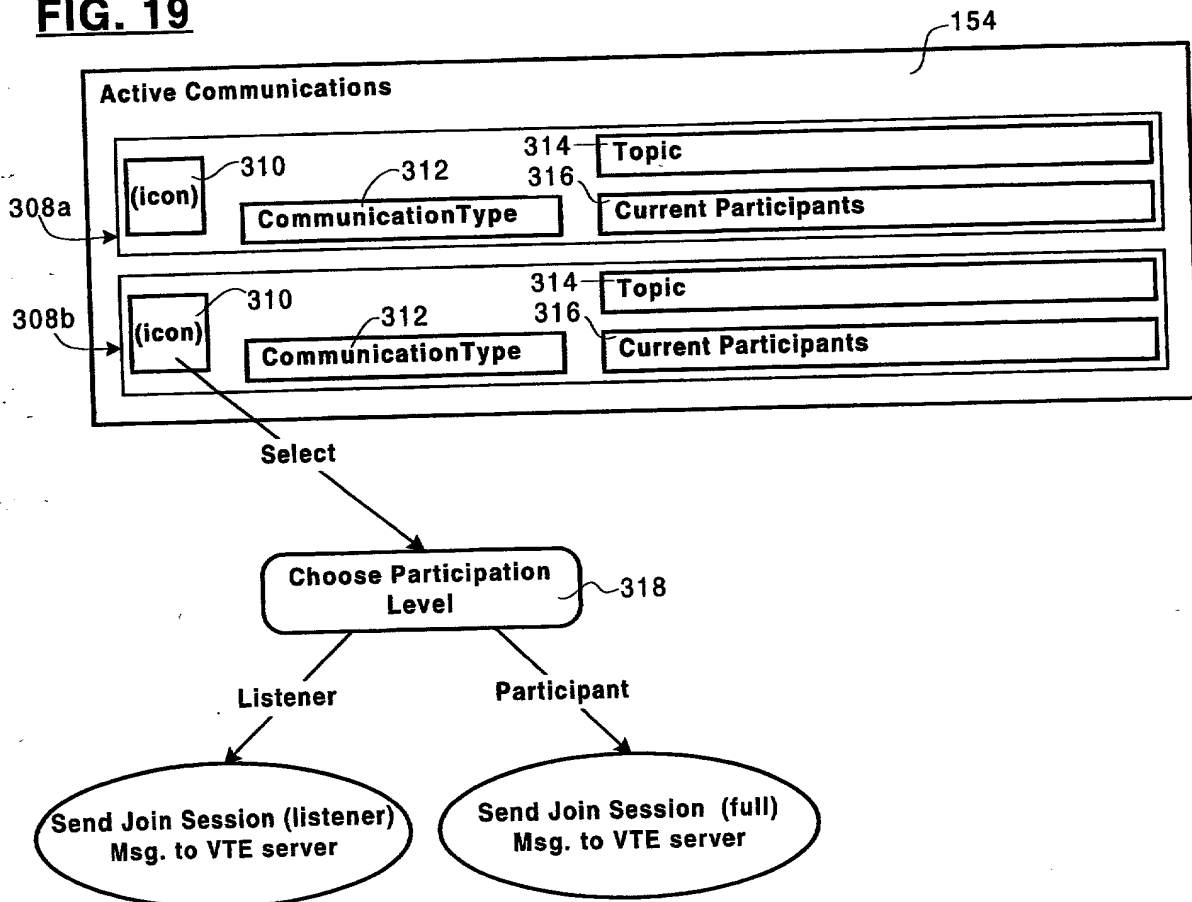 FIG. 19
154
Active Communications
310
(icon)
312
CommunicationType
314
Topic
316
Current Participants
308a
310
(icon)
312
CommunicationType
314
Topic
316
Current Participants
308b
Select
Choose Participation
Level
318
Listener
Participant
Send Join Session (listener)
Msg. to VTE server
Send Join Session (full)
Msg. to VTE server